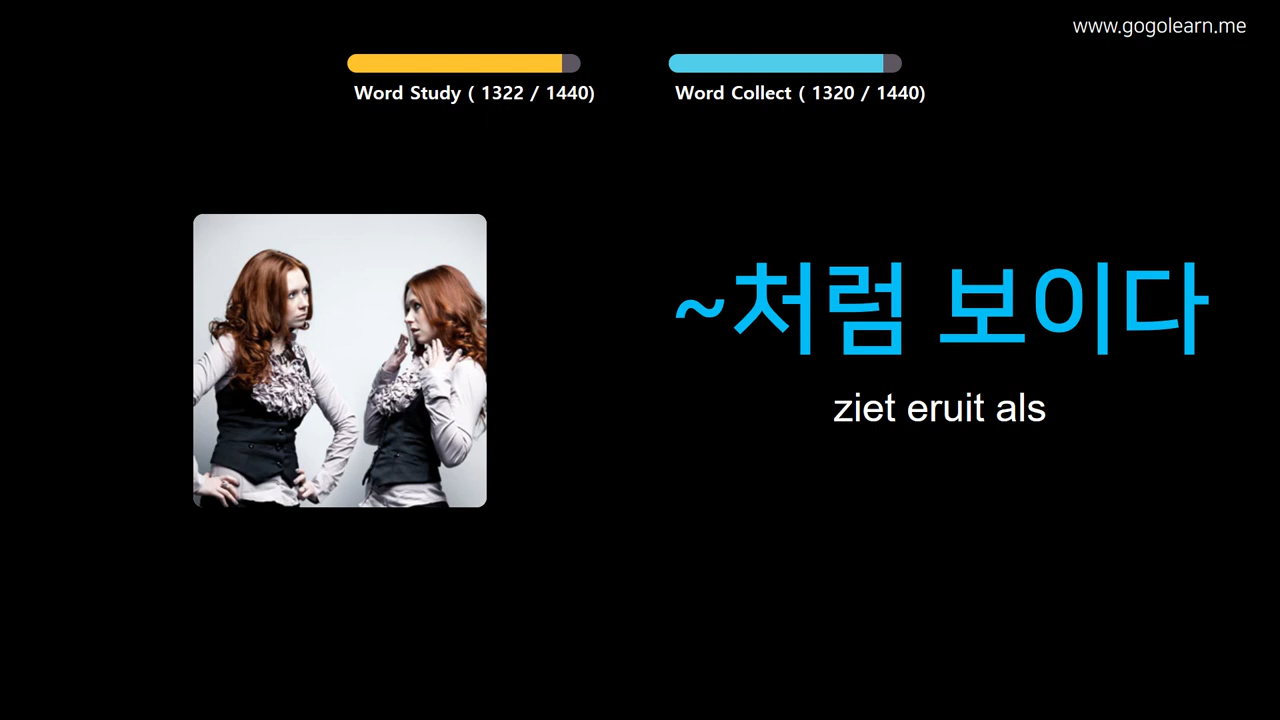 www.gogolearn.me
Word Study ( 1322 / 1440)
Word Collect ( 1320 / 1440)
~처럼 보이다
ziet eruit als